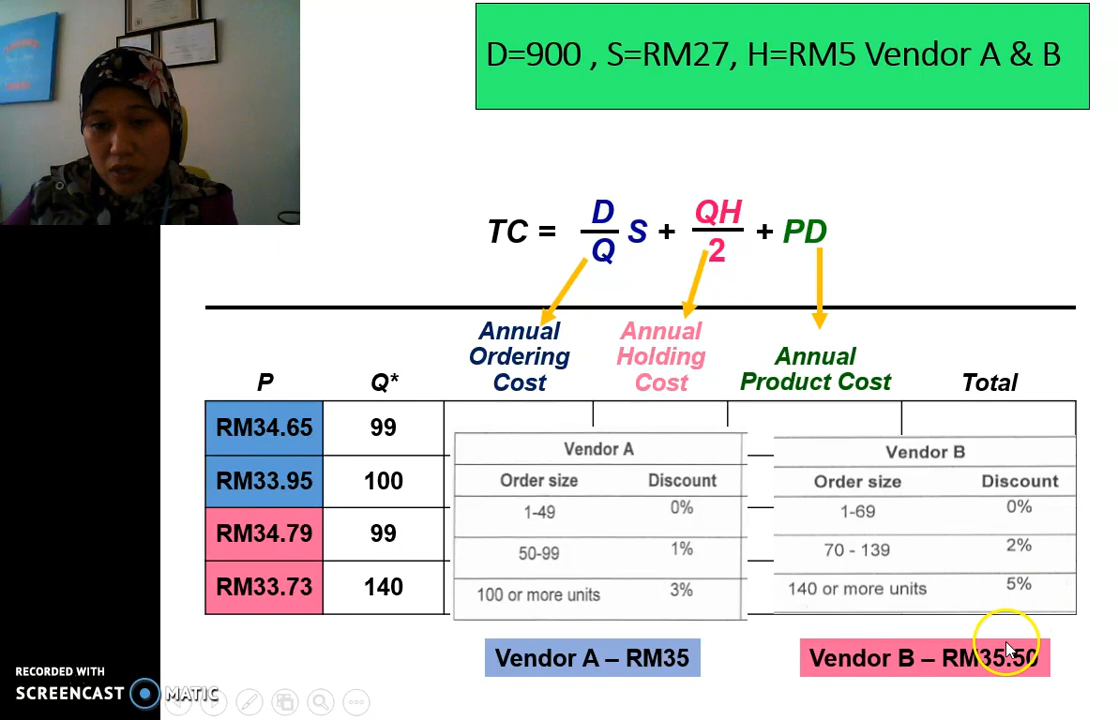 D=900 , S=RM27, H=RM5 Vendor A & B
TC = D/Q S + QH/2 + PD
P
Q*
Annual Ordering Cost
Annual Holding Cost
Annual Product Cost
Total
RM34.65 99
RM33.95 100
RM34.79 99
RM33.73 140
Vendor A
Order size Discount
1-49 0%
50-99 1%
100 or more units 3%
Vendor B
Order size Discount
1-69 0%
70 - 139 2%
140 or more units 5%
Vendor A – RM35
Vendor B – RM35.50
RECORDED WITH
SCREENCAST MATIC